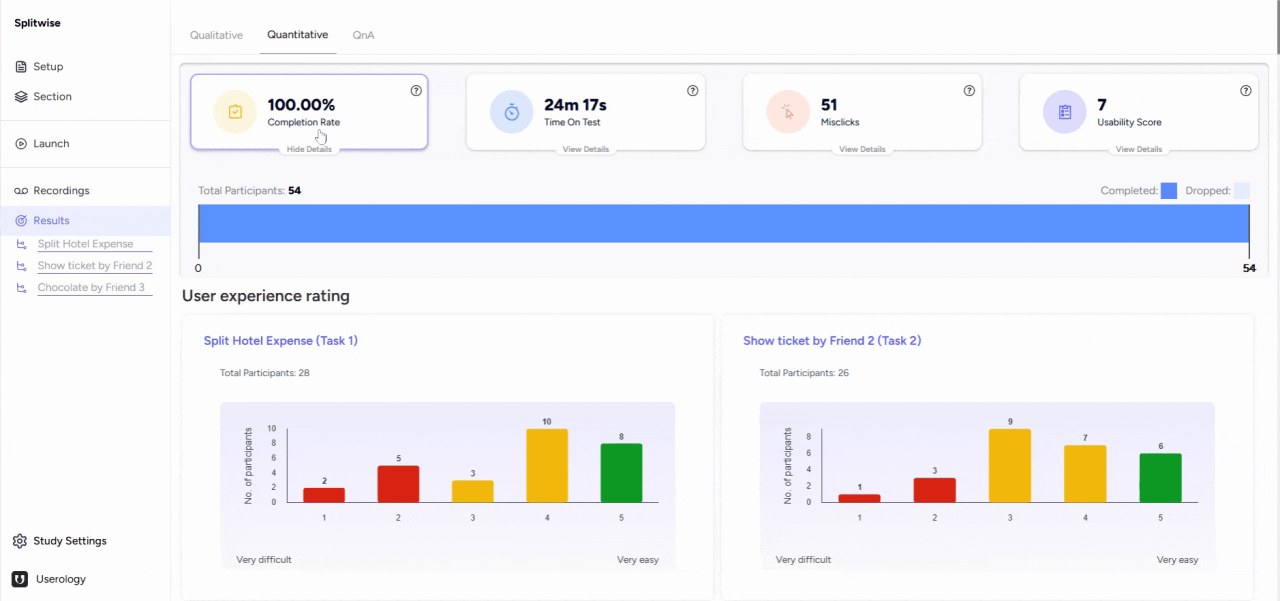 Splitwise
Setup
Section
Launch
Recordings
Results
Split Hotel Expense
Show ticket by Friend 2
Chocolate by Friend 3
Study Settings
Userology
Qualitative Quantitative QnA
100.00%
Completion Rate
Hide Details
24m 17s
Time On Test
View Details
51
Misclicks
View Details
7
Usability Score
View Details
Total Participants: 54
Completed: Dropped:
0 54
User experience rating
Split Hotel Expense (Task 1)
Total Participants: 28
No. of participants
10
8
6
4
2
0
2 5 3 10 8
1 2 3 4 5
Very difficult Very easy
Show ticket by Friend 2 (Task 2)
Total Participants: 26
No. of participants
8
6
4
2
0
1 3 9 7 6
1 2 3 4 5
Very difficult Very easy